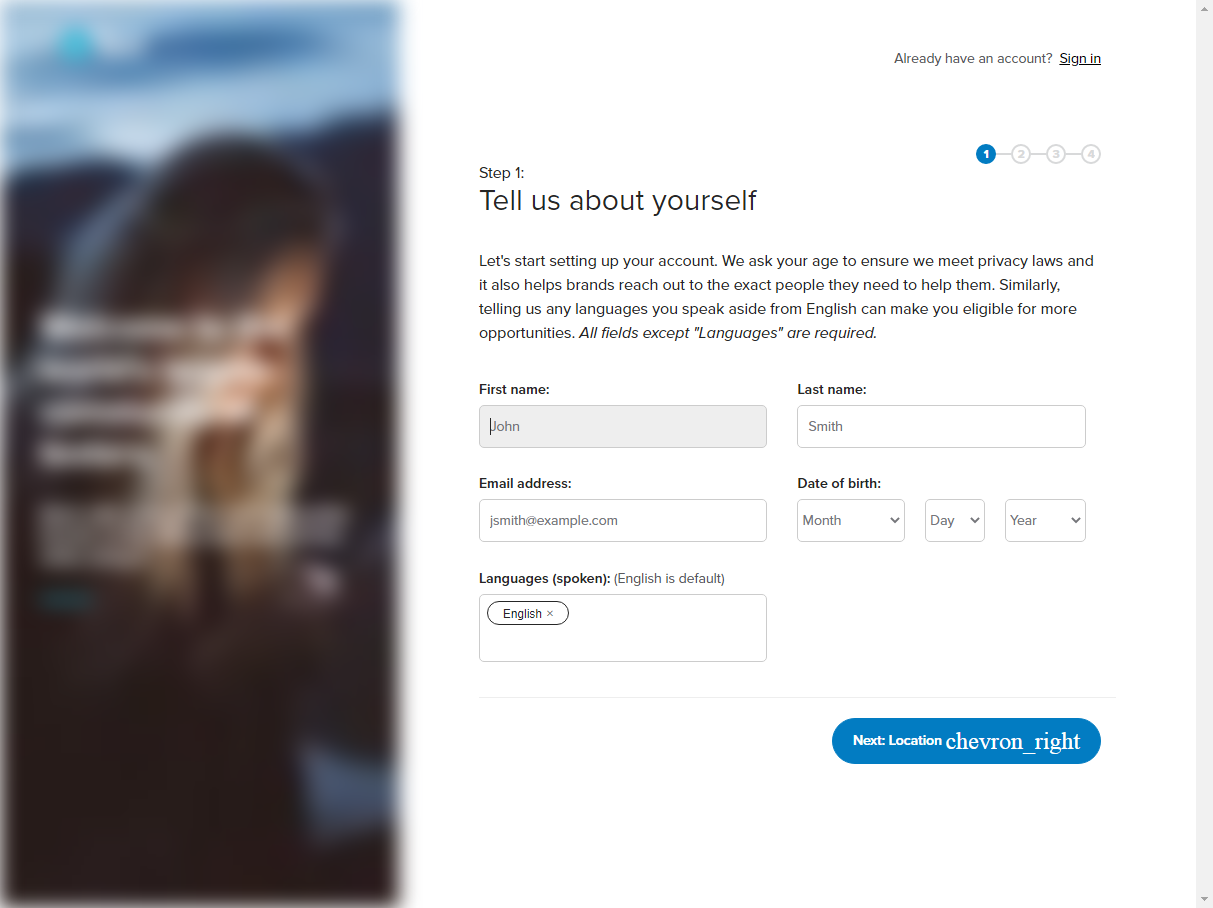 Already have an account? Sign in
1 2 3 4
Step 1:
Tell us about yourself
Let's start setting up your account. We ask your age to ensure we meet privacy laws and
it also helps brands reach out to the exact people they need to help them. Similarly,
telling us any languages you speak aside from English can make you eligible for more
opportunities. All fields except "Languages" are required.
First name: Last name:
John Smith
Email address: Date of birth:
jsmith@example.com Month Day Year
Languages (spoken): (English is default)
English ×
Next: Location chevron_right